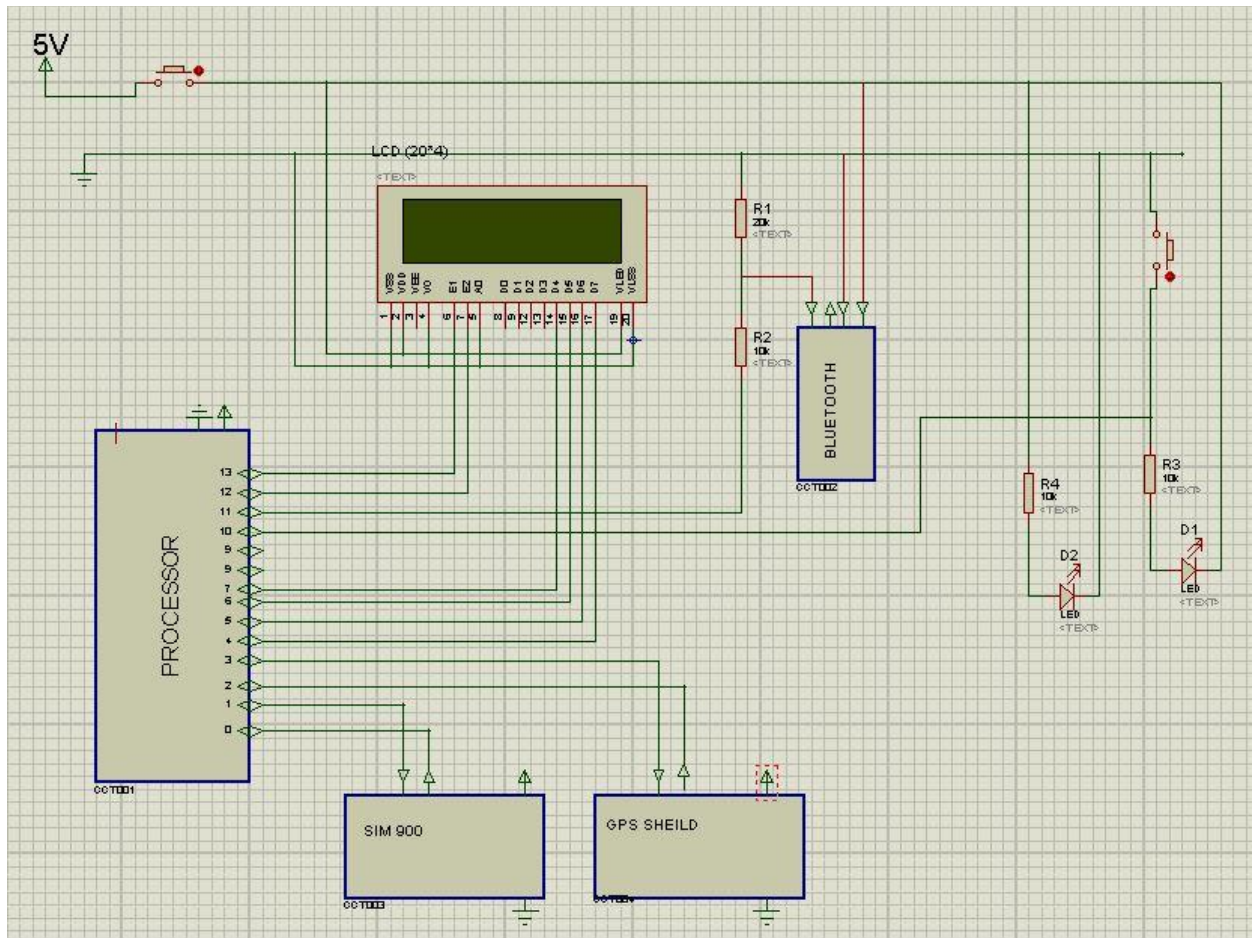 5V
LCD (20*4)
<TEXT>
VSS
VDD
VEE
VO
E1
E2
A0
D0
D1
D2
D3
D4
D5
D6
D7
VLED
VLSS
1
2
3
4
6
7
5
8
9
12
13
14
15
16
17
19
20
R1
20k
<TEXT>
R2
10k
<TEXT>
BLUETOOTH
CCT002
PROCESSOR
13
12
11
10
9
9
7
6
5
4
3
2
1
0
CCT001
R4
10k
<TEXT>
R3
10k
<TEXT>
D1
LED
<TEXT>
D2
LED
<TEXT>
SIM 900
CCT003
GPS SHEILD